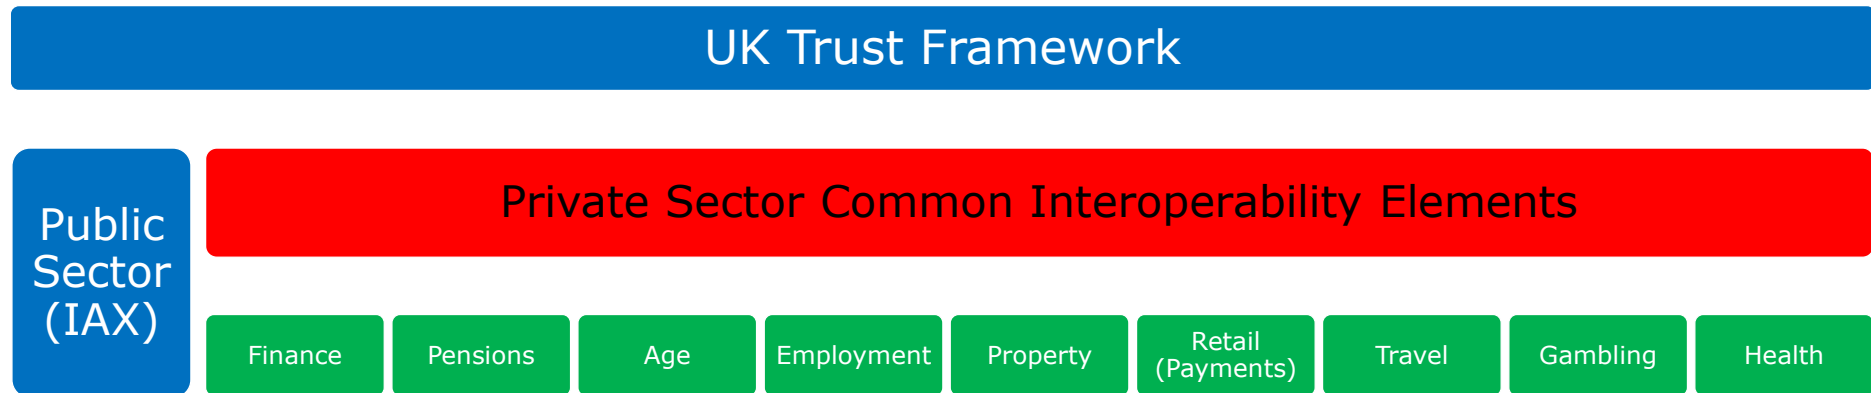 UK Trust Framework
Public
Sector
(IAX)
Private Sector Common Interoperability Elements
Finance
Pensions
Age
Employment
Property
Retail
(Payments)
Travel
Gambling
Health